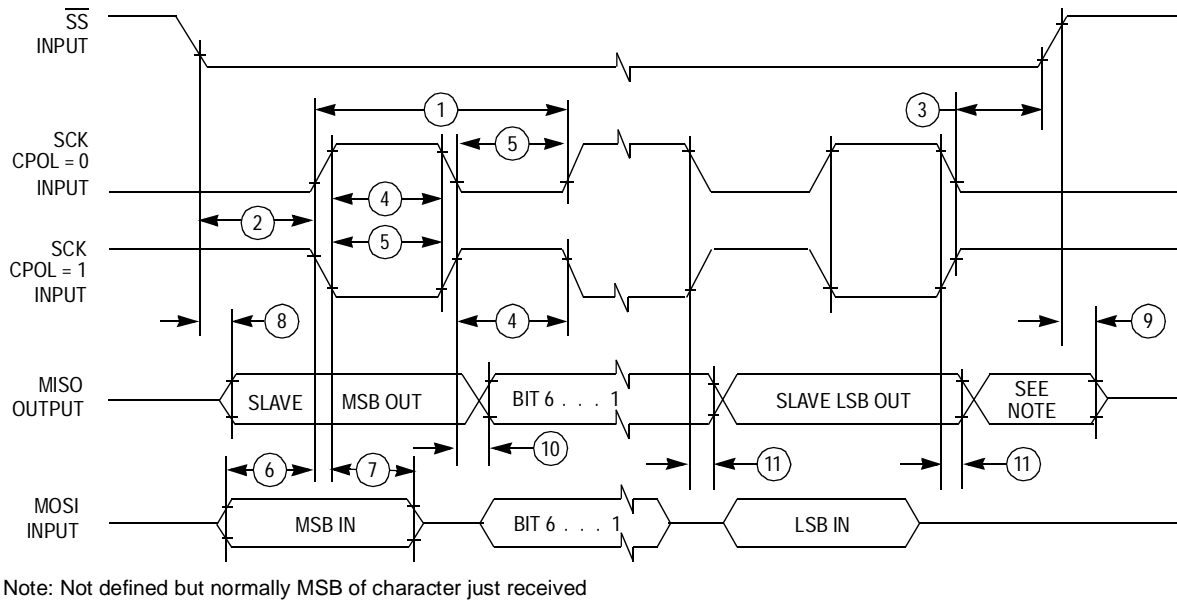 SS
INPUT
1
3
SCK
CPOL = 0
INPUT
5
4
2
SCK
CPOL = 1
INPUT
5
4
8
9
MISO
OUTPUT
SLAVE MSB OUT
BIT 6 . . . 1
SLAVE LSB OUT
SEE
NOTE
10
11
11
6
7
MOSI
INPUT
MSB IN
BIT 6 . . . 1
LSB IN
Note: Not defined but normally MSB of character just received